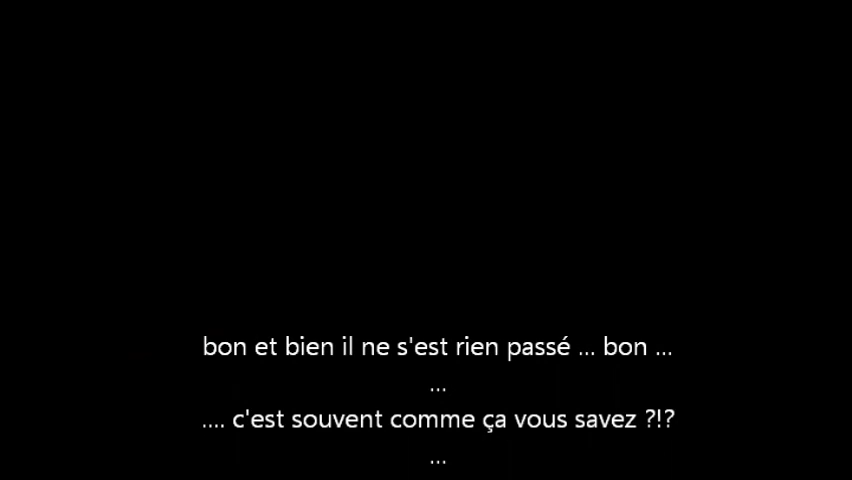 bon et bien il ne s'est rien passé ... bon ...
...
.... c'est souvent comme ça vous savez ?!?
...